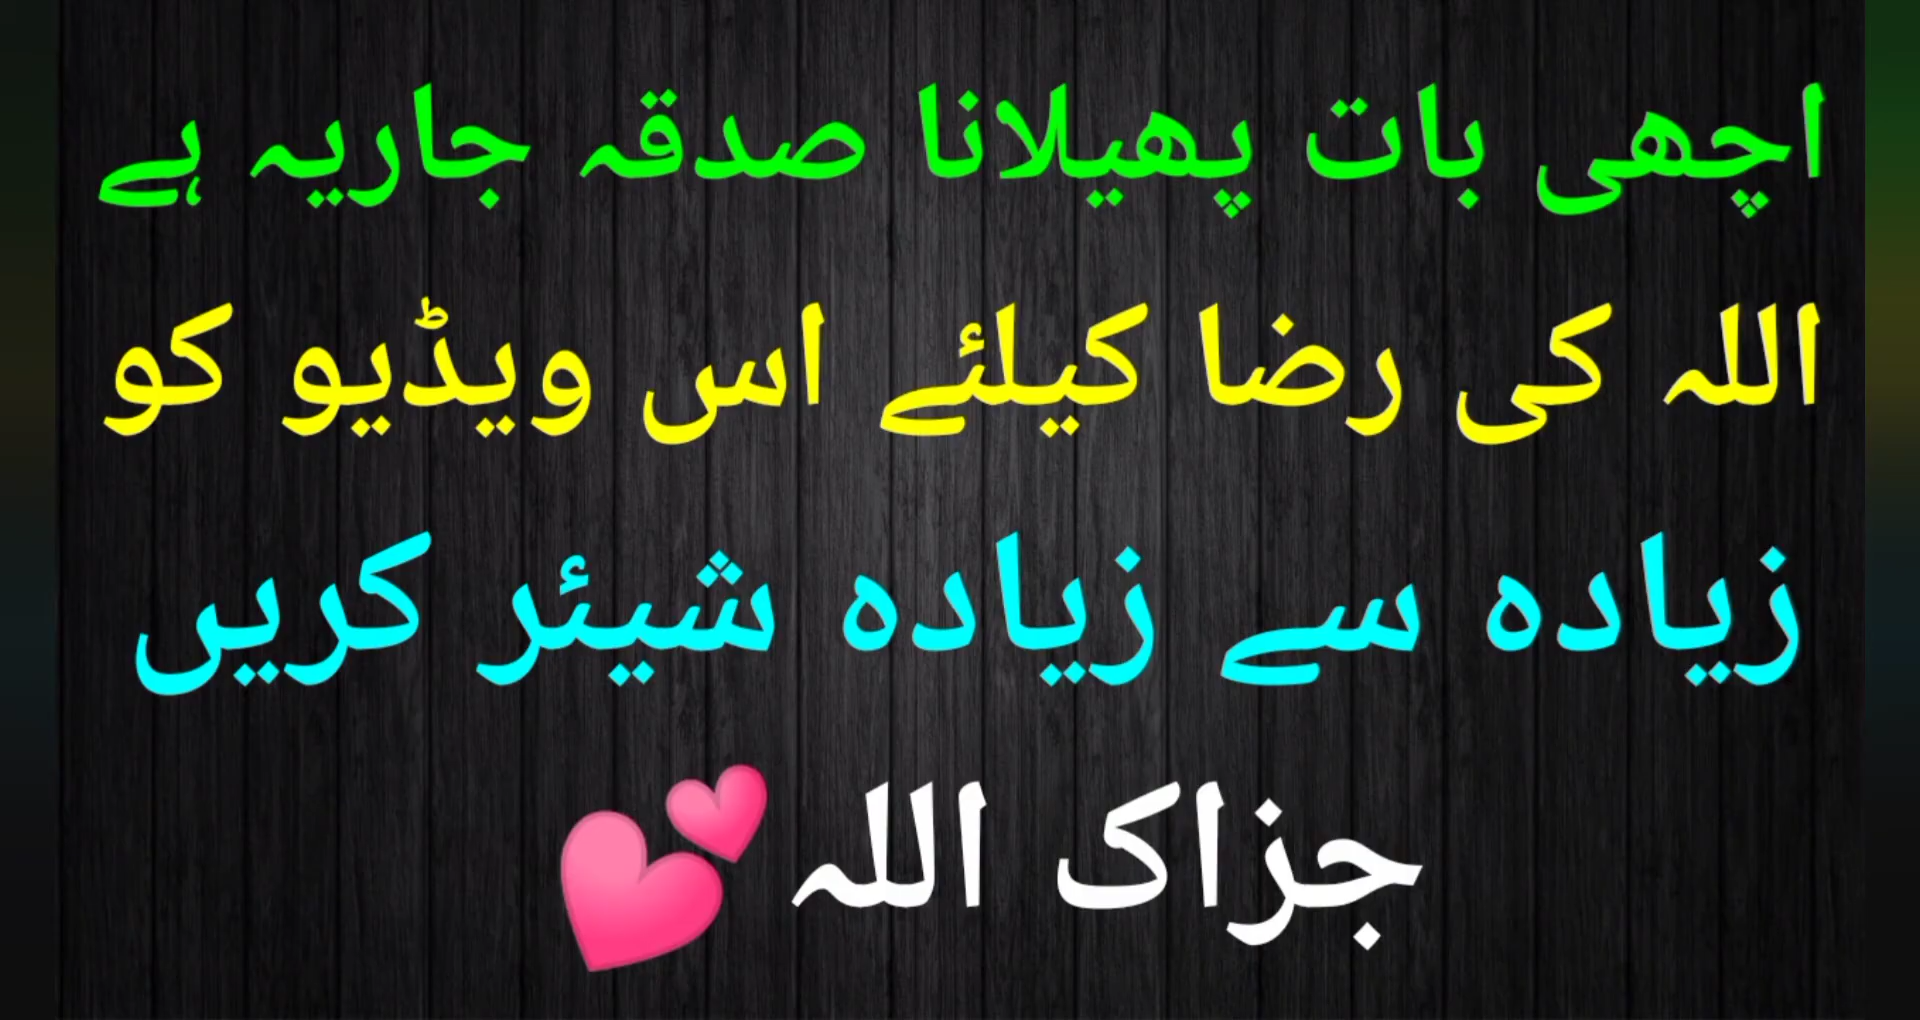 اچھی بات پھیلانا صدقہ جاریہ ہے
اللہ کی رضا کیلئے اس ویڈیو کو
زیادہ سے زیادہ شیئر کریں
جزاک اللہ💕